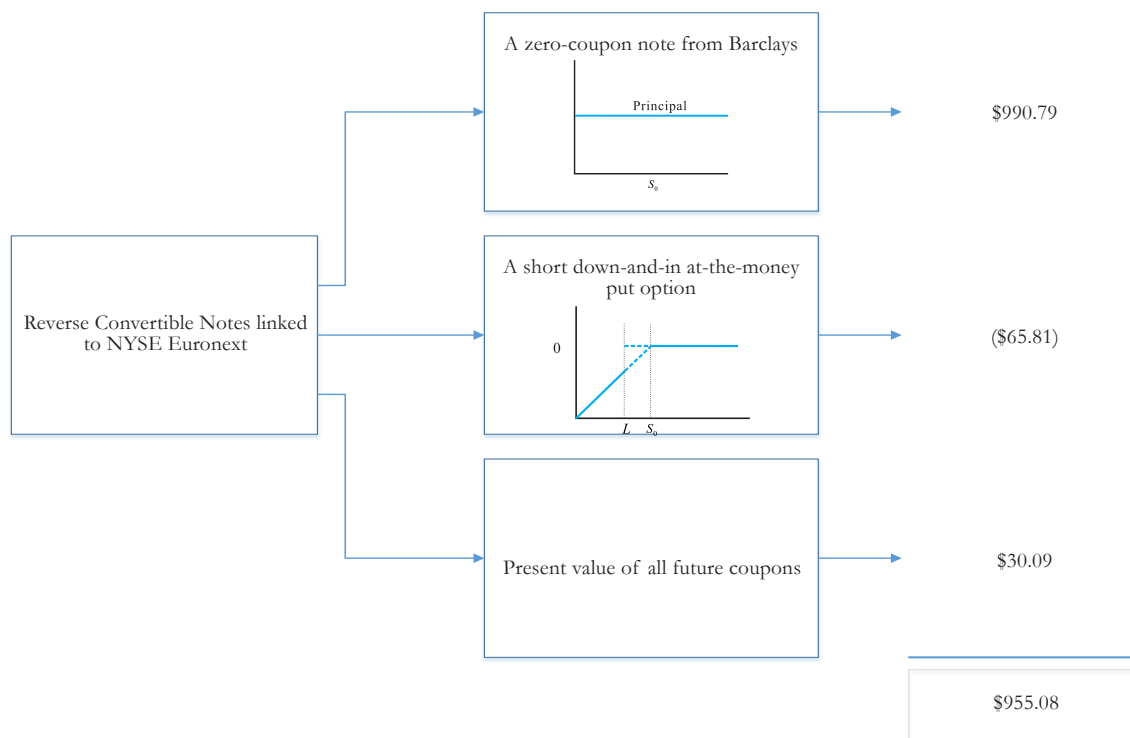 A zero-coupon note from Barclays
Principal
S0
$990.79
Reverse Convertible Notes linked
to NYSE Euronext
A short down-and-in at-the-money
put option
0
L S0
($65.81)
Present value of all future coupons
$30.09
$955.08